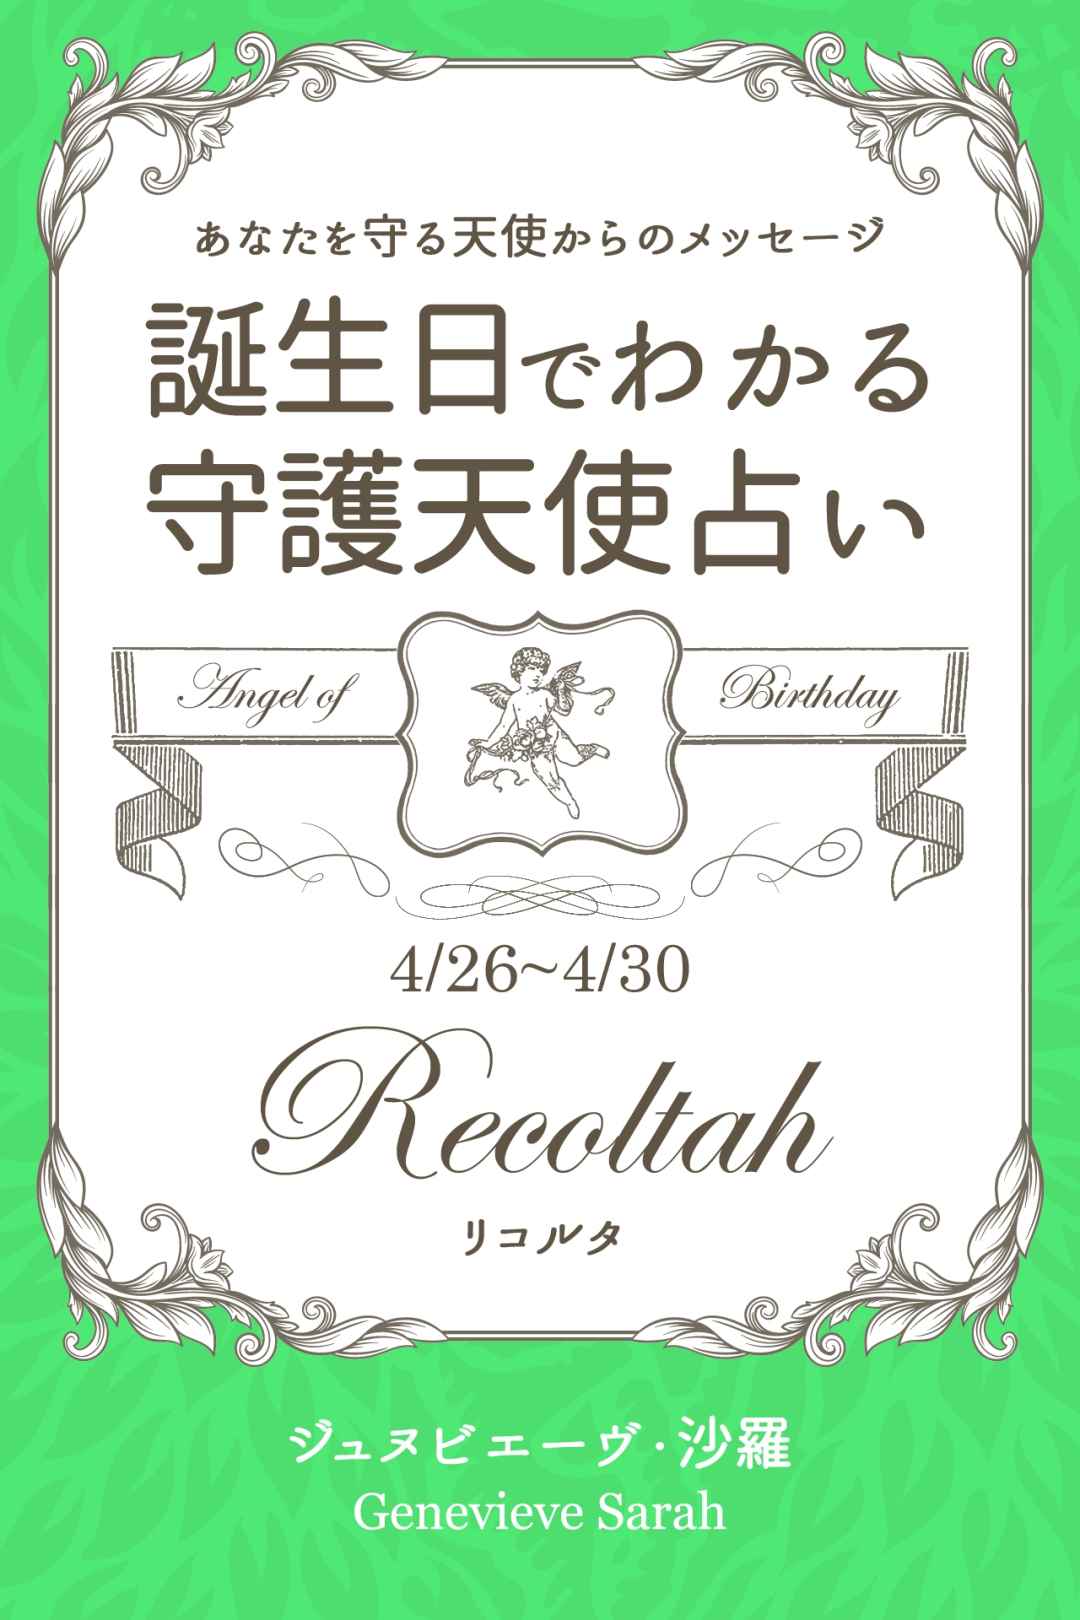 あなたを守る天使からのメッセージ
誕生日でわかる
守護天使占い
Angel of Birthday
4/26~4/30
Recoltah
リコルタ
ジュヌビエーヴ・沙羅
Genevieve Sarah